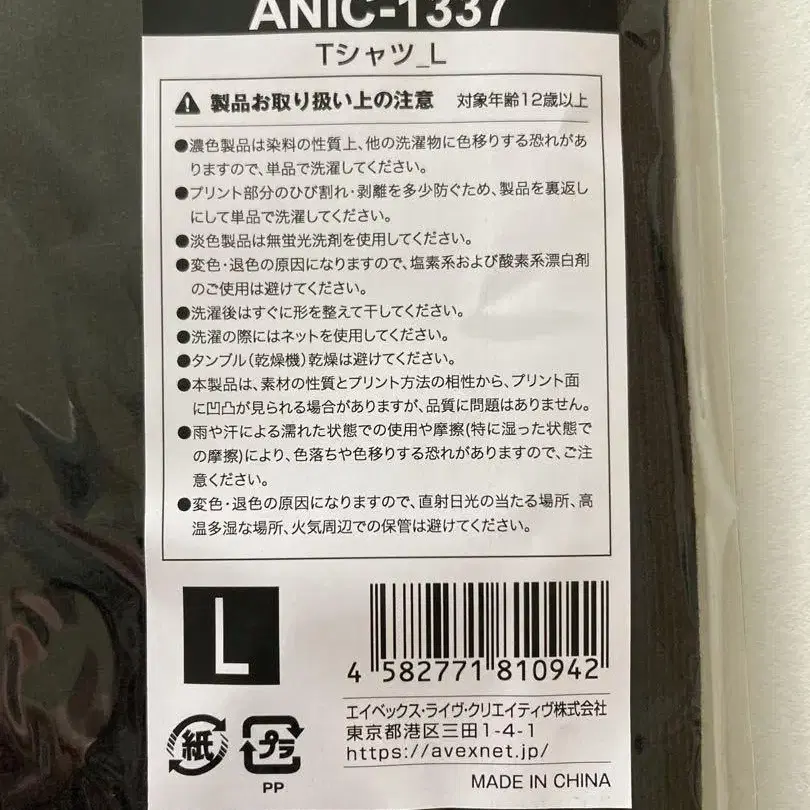 ANIC-1337
Tシャツ_L
製品お取り扱い上の注意 対象年齢12歳以上
●濃色製品は染料の性質上、他の洗濯物に色移りする恐れがあ
りますので、単品で洗濯してください。
●プリント部分のひび割れ・剥離を多少防ぐため、製品を裏返し
にして単品で洗濯してください。
●淡色製品は無蛍光洗剤を使用してください。
●変色・退色の原因になりますので、塩素系および酸素系漂白剤
のご使用は避けてください。
●洗濯後はすぐに形を整えて干してください。
●洗濯の際にはネットを使用してください。
●タンブル(乾燥機)乾燥は避けてください。
●本製品は、素材の性質とプリント方法の相性から、プリント面
に凹凸が見られる場合がありますが、品質に問題はありません。
●雨や汗による濡れた状態での使用や摩擦(特に湿った状態で
の摩擦)により、色落ちや色移りする恐れがありますので、ご注
意ください。
●変色・退色の原因になりますので、直射日光の当たる場所、高
温多湿な場所、火気周辺での保管は避けてください。
L
4 582771 810942
エイベックス・ライヴ・クリエイティヴ株式会社
東京都港区三田1-4-1
https://avexnet.jp/
紙
プラ
PP
MADE IN CHINA